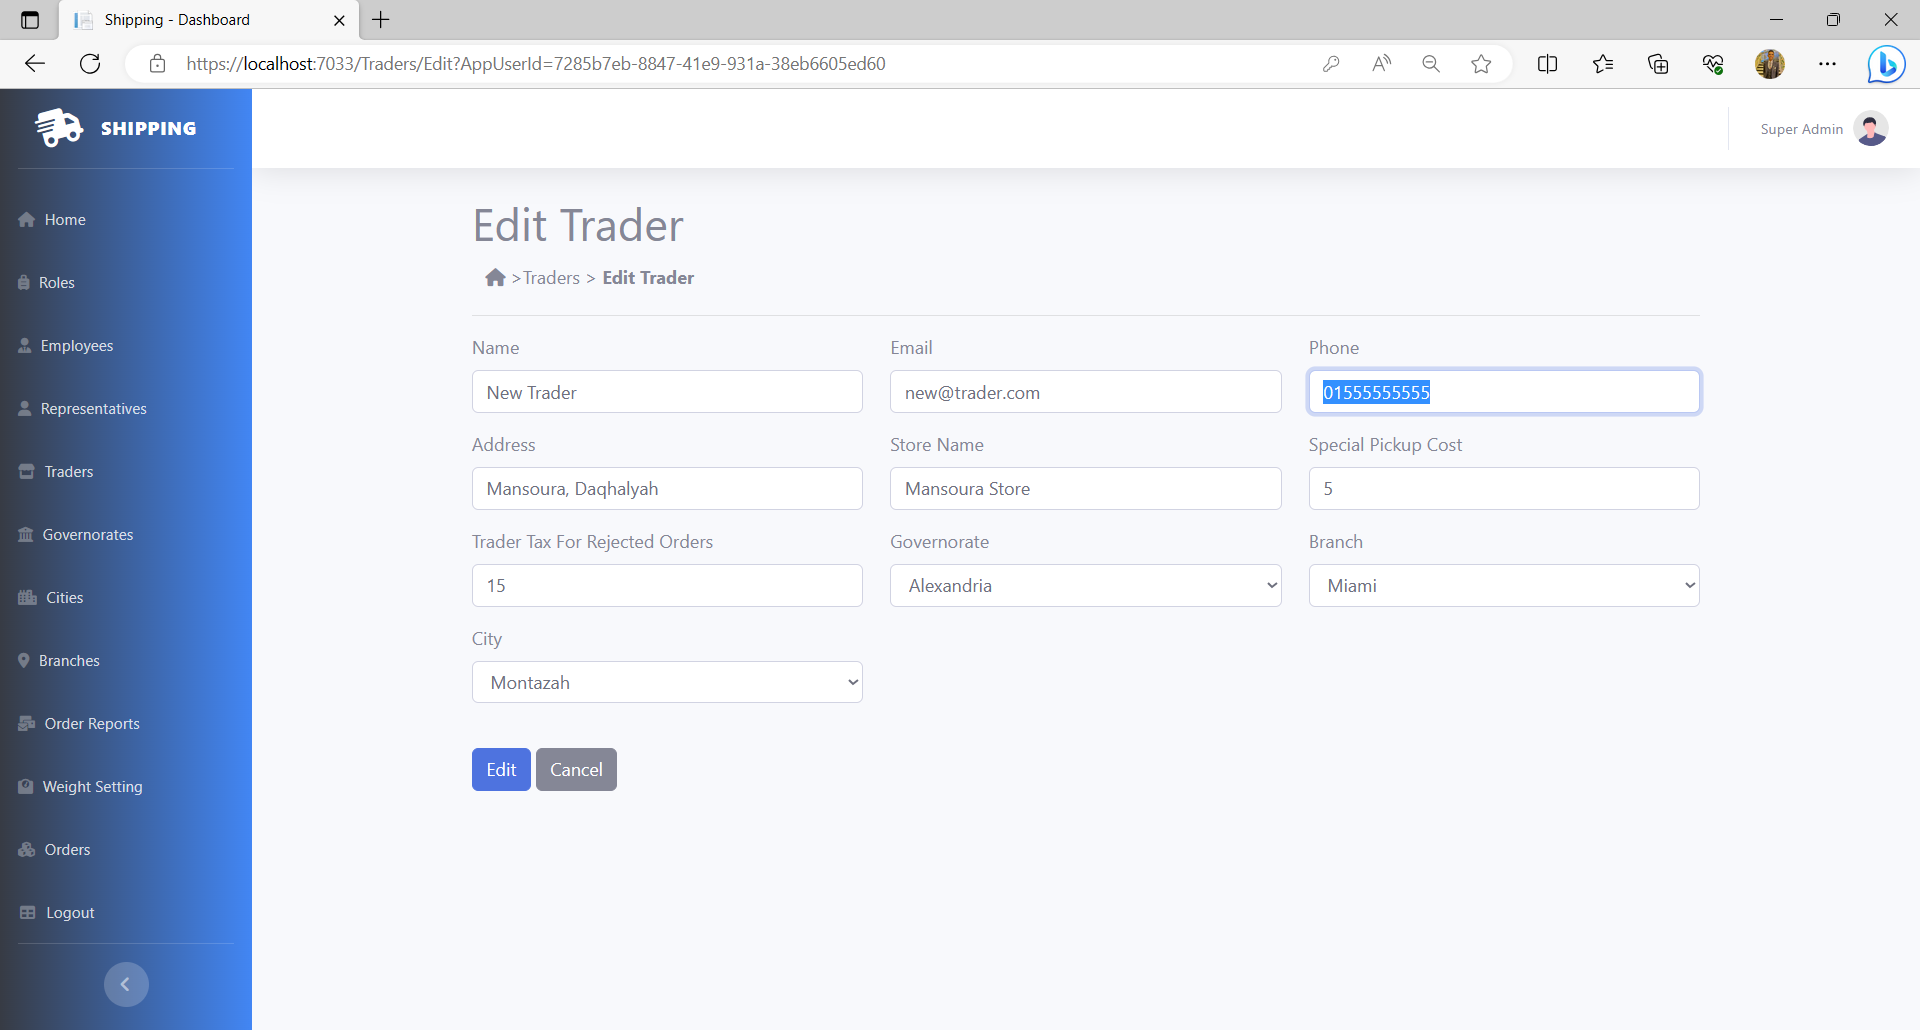 Shipping - Dashboard
https://localhost:7033/Traders/Edit?AppUserId=7285b7eb-8847-41e9-931a-38eb6605ed60
SHIPPING
Super Admin
Home
Roles
Employees
Representatives
Traders
Governorates
Cities
Branches
Order Reports
Weight Setting
Orders
Logout
Edit Trader
>Traders > Edit Trader
Name
Email
Phone
New Trader
new@trader.com
01555555555
Address
Store Name
Special Pickup Cost
Mansoura, Daqhalyah
Mansoura Store
5
Trader Tax For Rejected Orders
Governorate
Branch
15
Alexandria
Miami
City
Montazah
Edit
Cancel